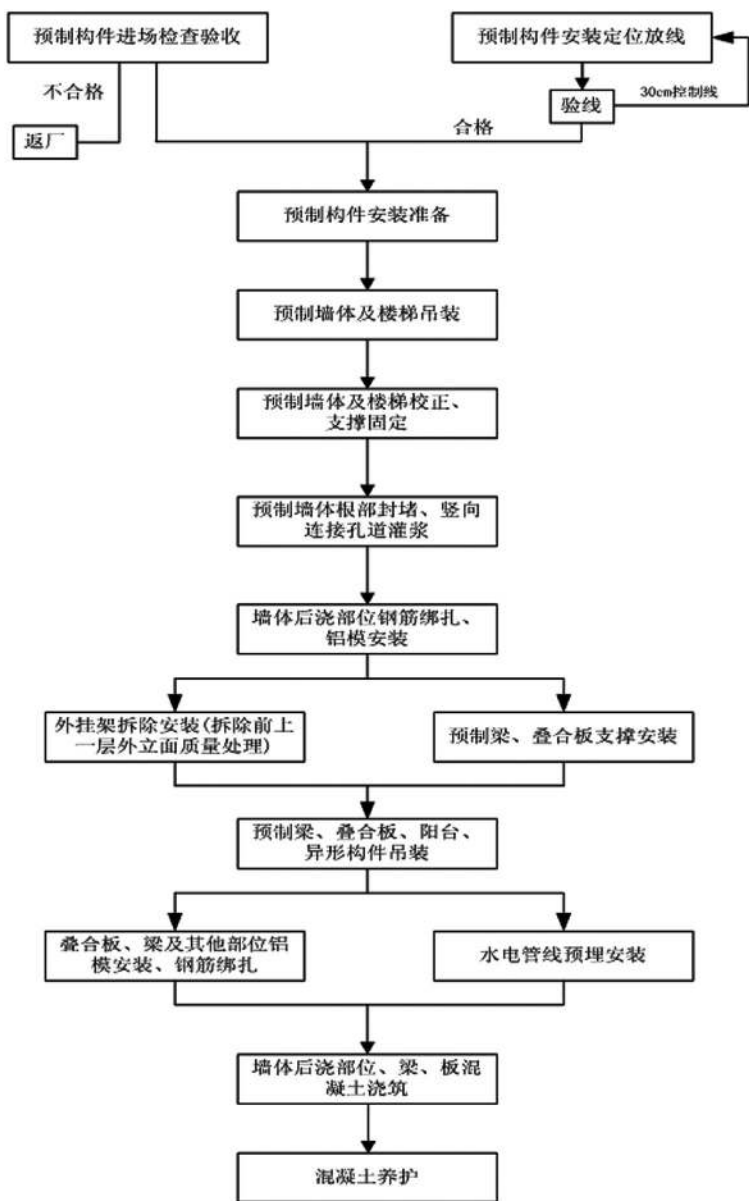 预制构件进场检查验收
预制构件安装定位放线
不合格
30cm控制线
验线
返厂
合格
预制构件安装准备
预制墙体及楼梯吊装
预制墙体及楼梯校正、
支撑固定
预制墙体根部封堵、竖向
连接孔道灌浆
墙体后浇部位钢筋绑扎、
铝模安装
外挂架拆除安装(拆除前上
一层外立面质量处理)
预制梁、叠合板支撑安装
预制梁、叠合板、阳台、
异形构件吊装
叠合板、梁及其他部位铝
模安装、钢筋绑扎
水电管线预埋安装
墙体后浇部位、梁、板混
凝土浇筑
混凝土养护